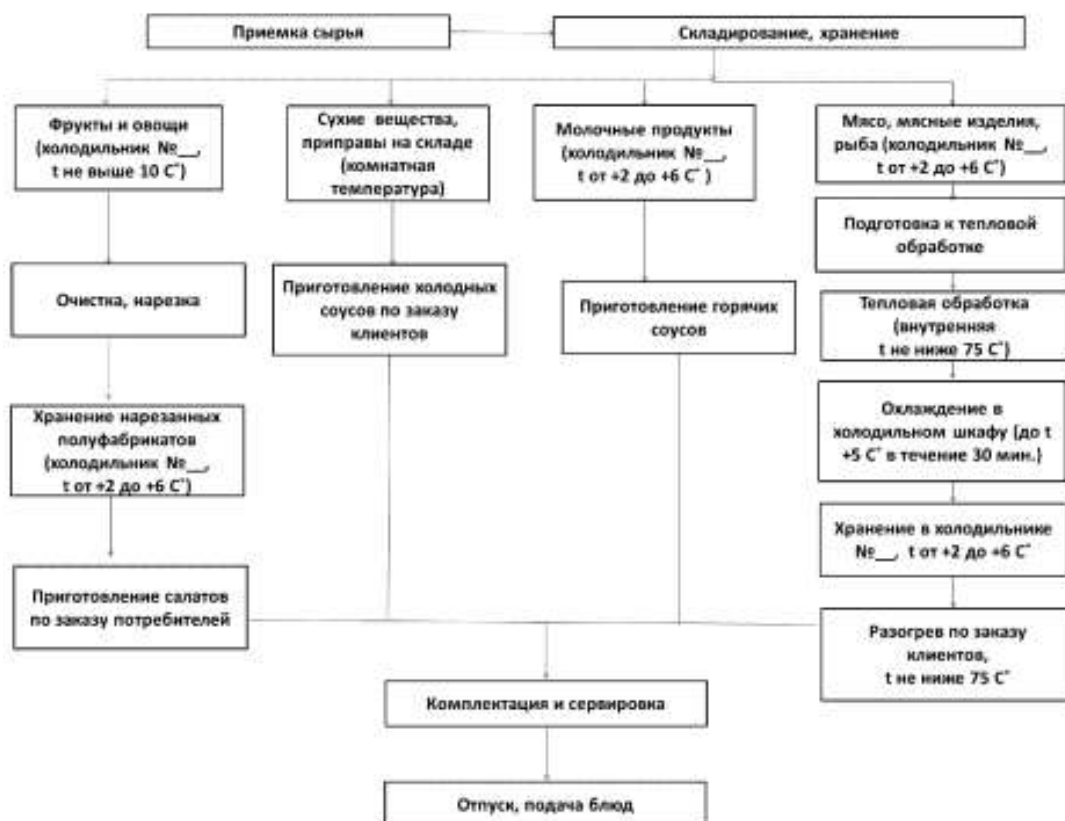 Приемка сырья
Складирование, хранение
Фрукты и овощи
(холодильник №__,
t не выше 10 С˚)
Сухие вещества,
приправы на складе
(комнатная
температура)
Молочные продукты
(холодильник №__,
t от +2 до +6 С˚ )
Мясо, мясные изделия,
рыба (холодильник №__,
t от +2 до +6 С˚)
Подготовка к тепловой
обработке
Очистка, нарезка
Приготовление холодных
соусов по заказу
клиентов
Приготовление горячих
соусов
Тепловая обработка
(внутренняя
t не ниже 75 С˚)
Хранение нарезанных
полуфабрикатов
(холодильник №__,
t от +2 до +6 С˚)
Охлаждение в
холодильном шкафу (до t
+5 С˚ в течение 30 мин.)
Хранение в холодильнике
№__, t от +2 до +6 С˚
Приготовление салатов
по заказу потребителей
Разогрев по заказу
клиентов,
t не ниже 75 С˚
Комплектация и сервировка
Отпуск, подача блюд